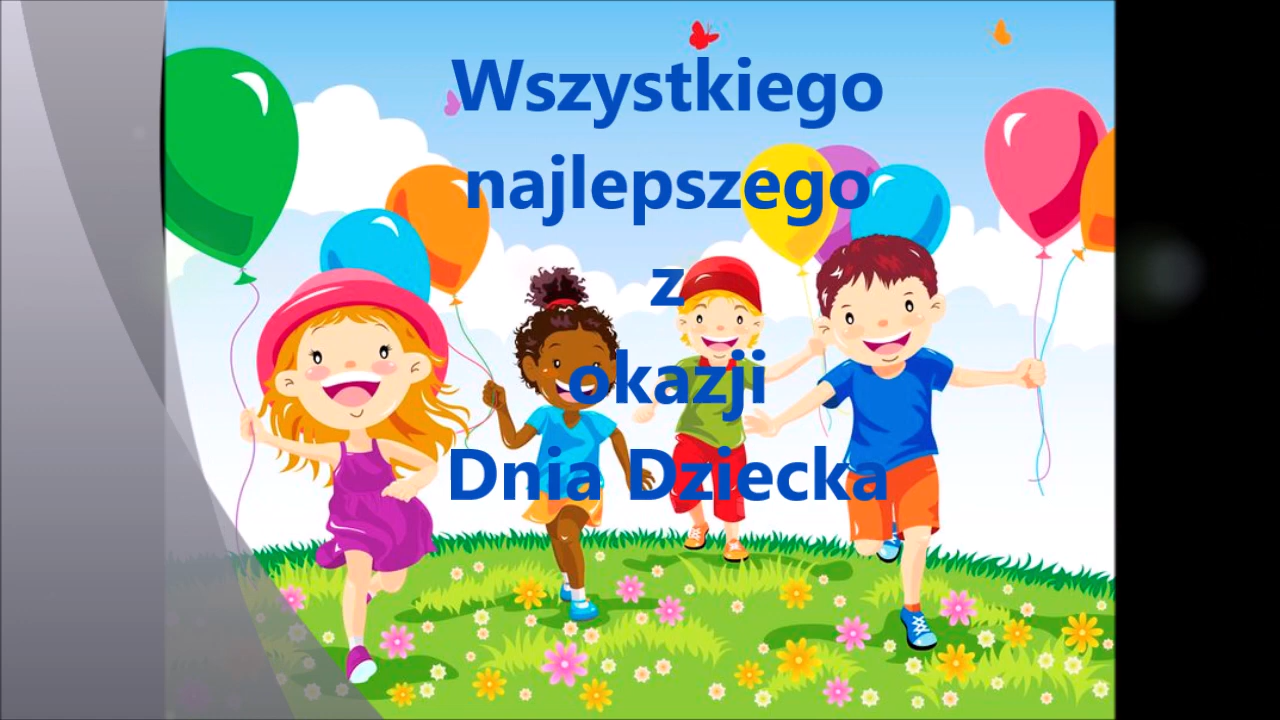 Wszystkiego
najlepszego
z
okazji
Dnia Dziecka